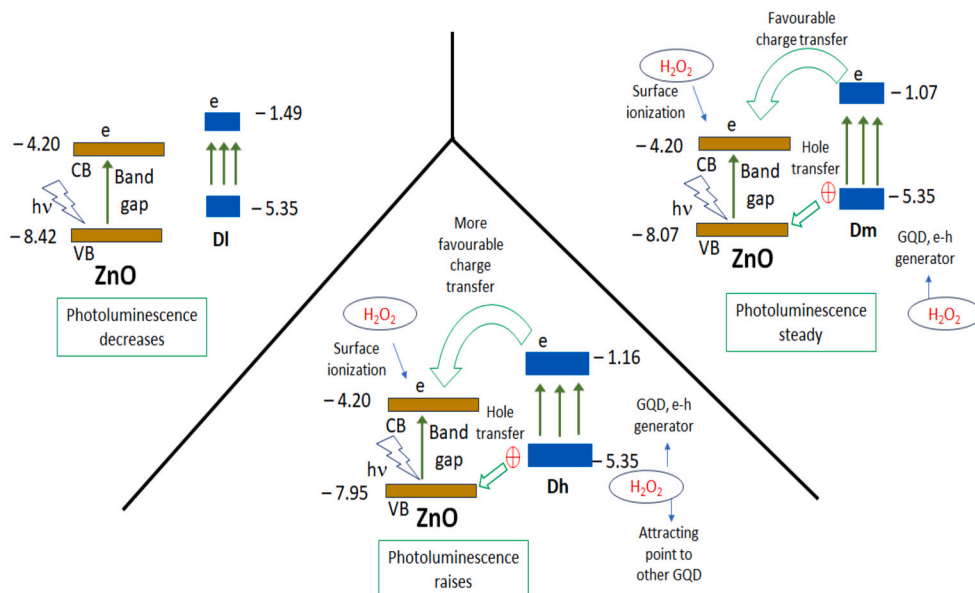 e
– 1.49
– 4.20
e
CB
Band
gap
hν
– 5.35
– 8.42
Dl
VB
ZnO
Photoluminescence
decreases
Favourable
charge transfer
H2O2
e
Surface
ionization
– 1.07
e
– 4.20
Hole
transfer
CB
Band
gap
hν
– 5.35
– 8.07
Dm
VB
ZnO
GQD, e-h
generator
H2O2
Photoluminescence
steady
More
favourable
charge
transfer
H2O2
e
Surface
ionization
– 1.16
e
– 4.20
Hole
transfer
CB
Band
gap
hν
GQD, e-h
generator
– 5.35
– 7.95
Dh
H2O2
VB
ZnO
Attracting
point to
other GQD
Photoluminescence
raises